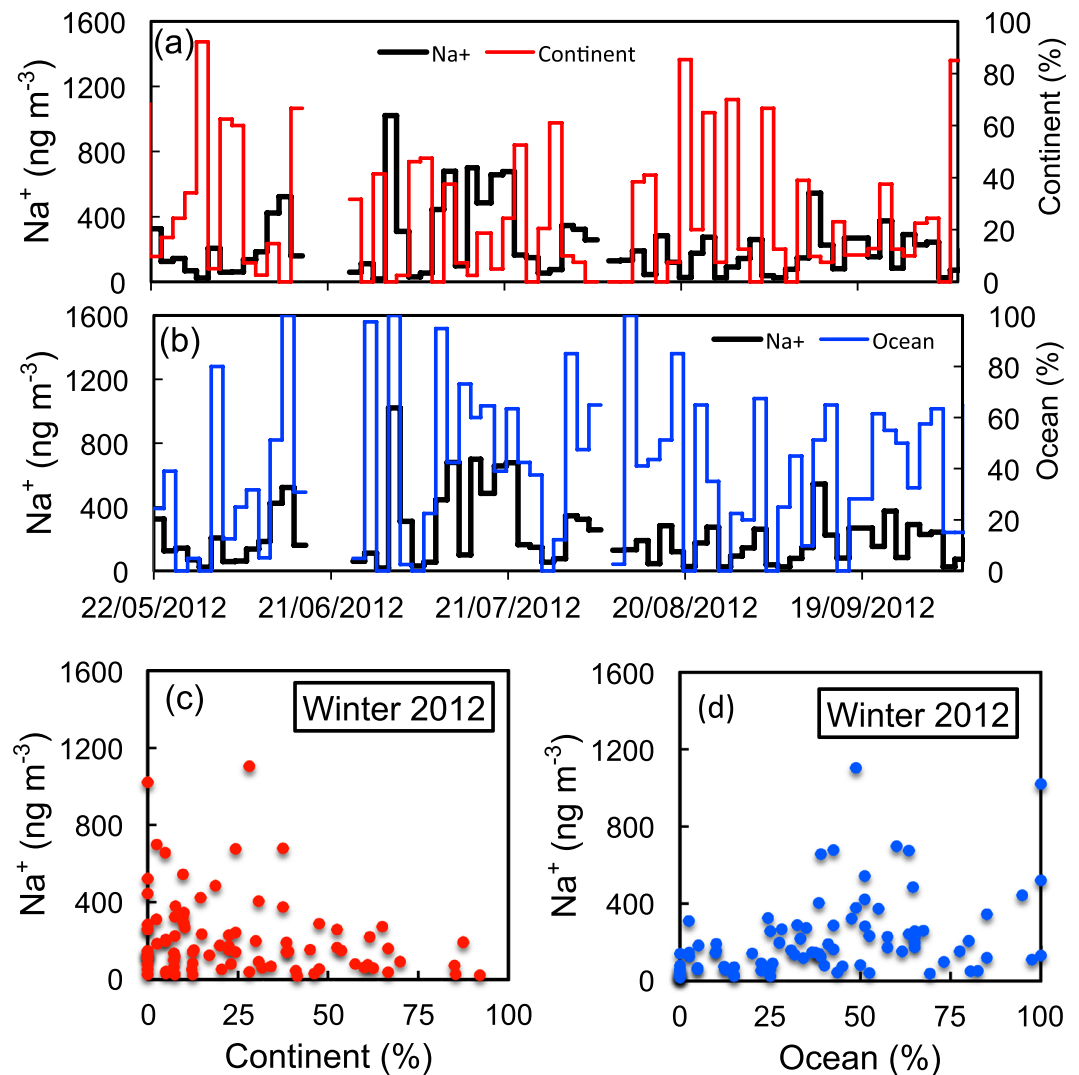 1600
1200
800
400
0
Na+ (ng m-3)
(a)
Na+
Continent
100
80
60
40
20
0
Continent (%)
1600
1200
800
400
0
Na+ (ng m-3)
(b)
Na+
Ocean
100
80
60
40
20
0
Ocean (%)
22/05/2012 21/06/2012 21/07/2012 20/08/2012 19/09/2012
1600
1200
800
400
0
Na+ (ng m-3)
(c)
Winter 2012
0 25 50 75 100
Continent (%)
1600
1200
800
400
0
Na+ (ng m-3)
(d)
Winter 2012
0 25 50 75 100
Ocean (%)